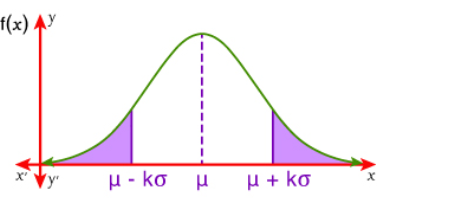 f(x) y
x' y' μ - kσ μ μ + kσ x